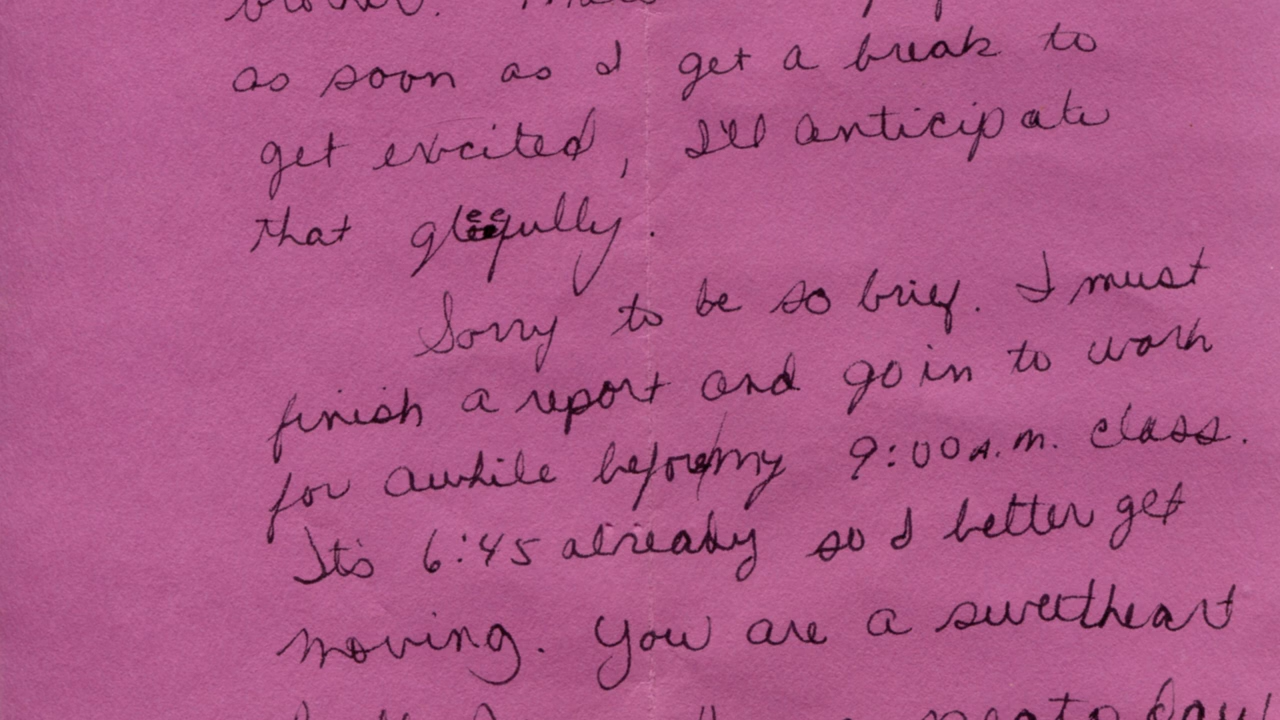 brother.
as soon as I get a break to
get excited, I'll anticipate
that gleefully.
Sorry to be so brief. I must
finish a report and go in to work
for awhile before/my 9:00 a.m. class.
It's 6:45 already so I better get
moving. You are a sweetheart
day!